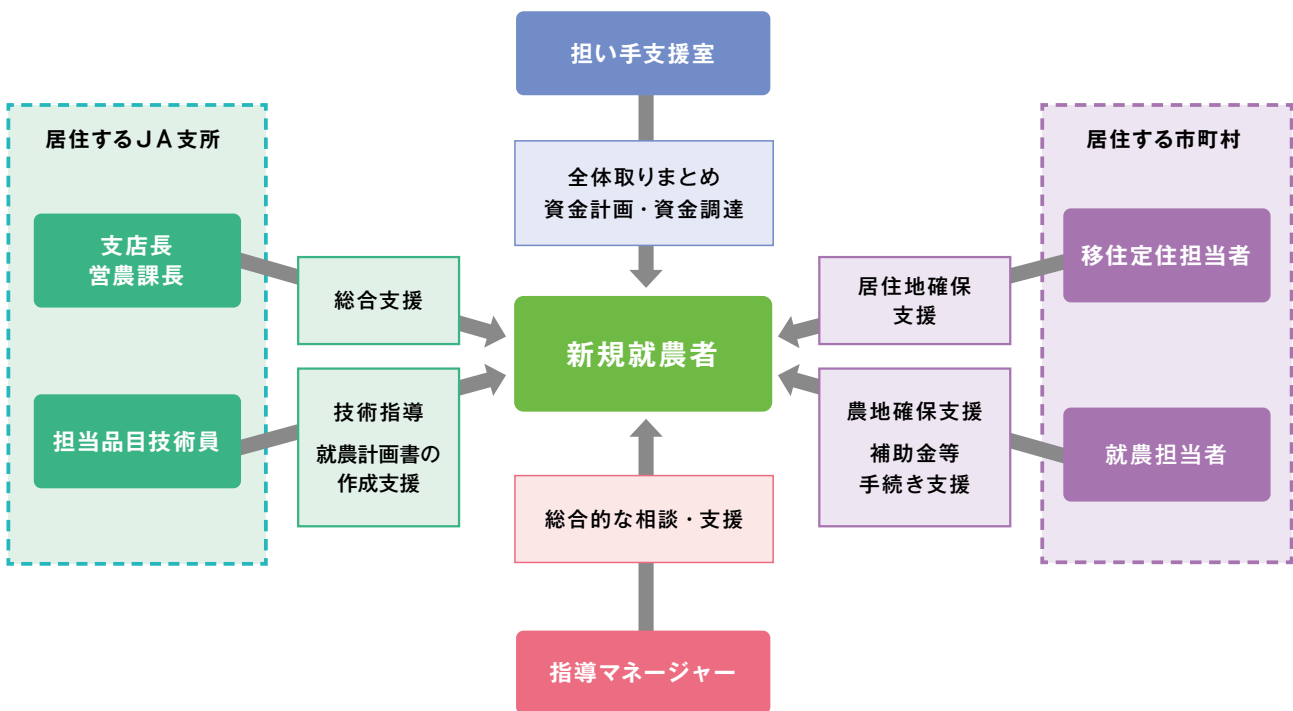 担い手支援室
全体取りまとめ
資金計画・資金調達
居住するJA支所
支店長
営農課長
総合支援
担当品目技術員
技術指導
就農計画書の
作成支援
新規就農者
居住する市町村
移住定住担当者
居住地確保
支援
就農担当者
農地確保支援
補助金等
手続き支援
総合的な相談・支援
指導マネージャー